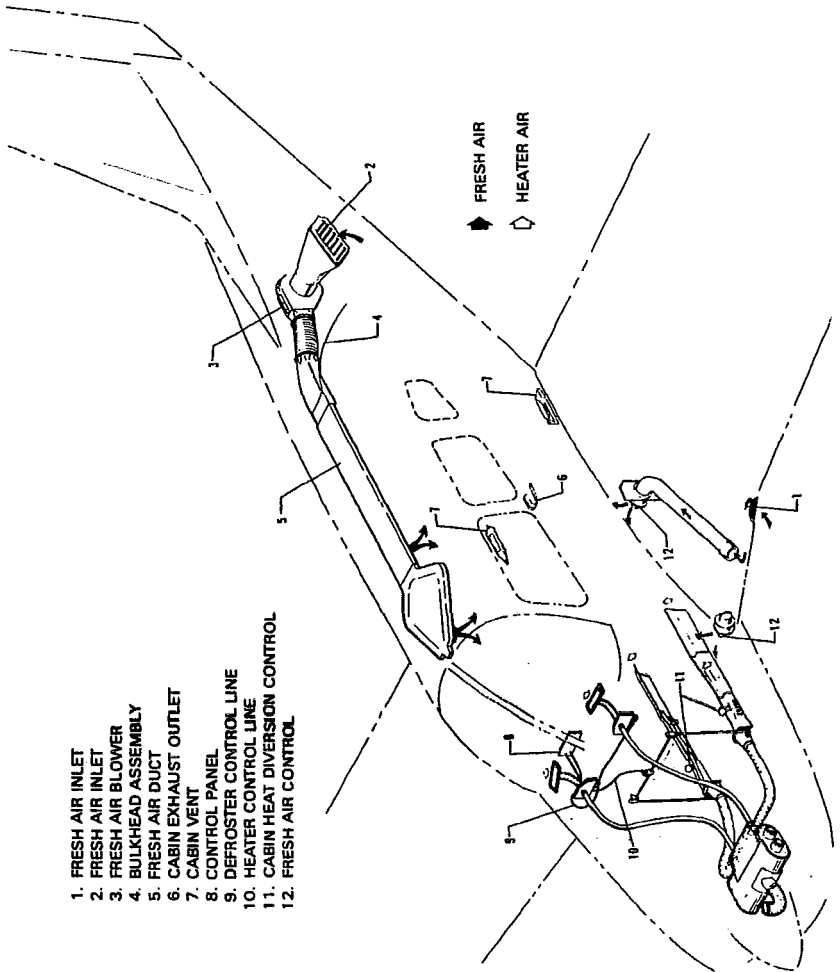 1. FRESH AIR INLET
2. FRESH AIR INLET
3. FRESH AIR BLOWER
4. BULKHEAD ASSEMBLY
5. FRESH AIR DUCT
6. CABIN EXHAUST OUTLET
7. CABIN VENT
8. CONTROL PANEL
9. DEFROSTER CONTROL LINE
10. HEATER CONTROL LINE
11. CABIN HEAT DIVERSION CONTROL
12. FRESH AIR CONTROL
2
3
4
FRESH AIR
HEATER AIR
5
7
7
6
1
12
12
11
8
9
10